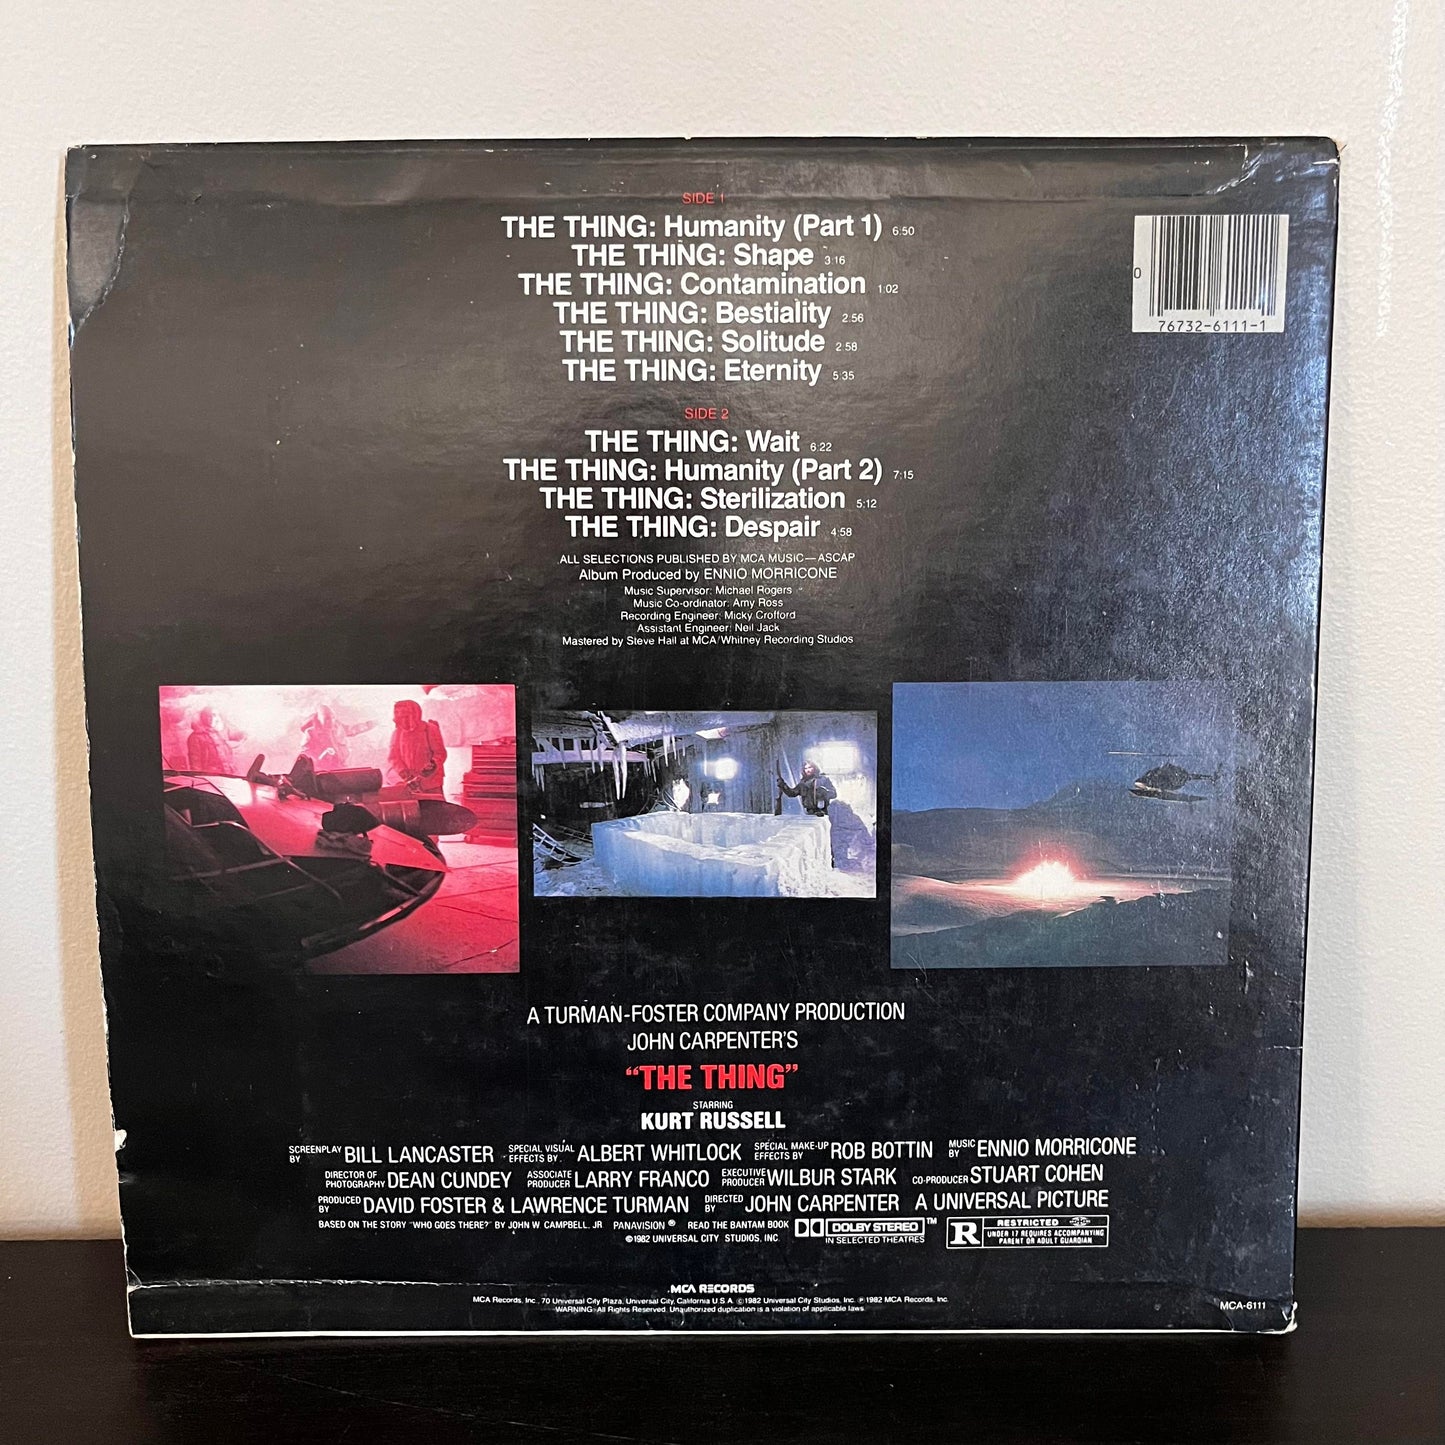 SIDE 1
THE THING: Humanity (Part 1) 6:50
THE THING: Shape 3:16
THE THING: Contamination 1:02
THE THING: Bestiality 2:56
THE THING: Solitude 2:58
THE THING: Eternity 5:35
0
76732-6111-1
SIDE 2
THE THING: Wait 6:22
THE THING: Humanity (Part 2) 7:15
THE THING: Sterilization 5:12
THE THING: Despair 4:58
ALL SELECTIONS PUBLISHED BY MCA MUSIC—ASCAP
Album Produced by ENNIO MORRICONE
Music Supervisor: Michael Rogers
Music Co-ordinator: Amy Ross
Recording Engineer: Micky Crofford
Assistant Engineer: Neil Jack
Mastered by Steve Hall at MCA/Whitney Recording Studios
A TURMAN-FOSTER COMPANY PRODUCTION
JOHN CARPENTER'S
"THE THING"
STARRING
KURT RUSSELL
SCREENPLAY BY BILL LANCASTER SPECIAL VISUAL EFFECTS BY ALBERT WHITLOCK SPECIAL MAKE-UP EFFECTS BY ROB BOTTIN MUSIC BY ENNIO MORRICONE
DIRECTOR OF PHOTOGRAPHY DEAN CUNDEY ASSOCIATE PRODUCER LARRY FRANCO EXECUTIVE PRODUCER WILBUR STARK CO-PRODUCER STUART COHEN
PRODUCED BY DAVID FOSTER & LAWRENCE TURMAN DIRECTED BY JOHN CARPENTER A UNIVERSAL PICTURE
BASED ON THE STORY "WHO GOES THERE?" BY JOHN W. CAMPBELL, JR. PANAVISION ® READ THE BANTAM BOOK DOLBY STEREO ™ IN SELECTED THEATRES
©1982 UNIVERSAL CITY STUDIOS, INC.
R RESTRICTED
UNDER 17 REQUIRES ACCOMPANYING
PARENT OR ADULT GUARDIAN
MCA RECORDS
MCA Records, Inc., 70 Universal City Plaza, Universal City, California U.S.A. ©1982 Universal City Studios, Inc. ℗ 1982 MCA Records, Inc.
WARNING: All Rights Reserved. Unauthorized duplication is a violation of applicable laws.
MCA-6111